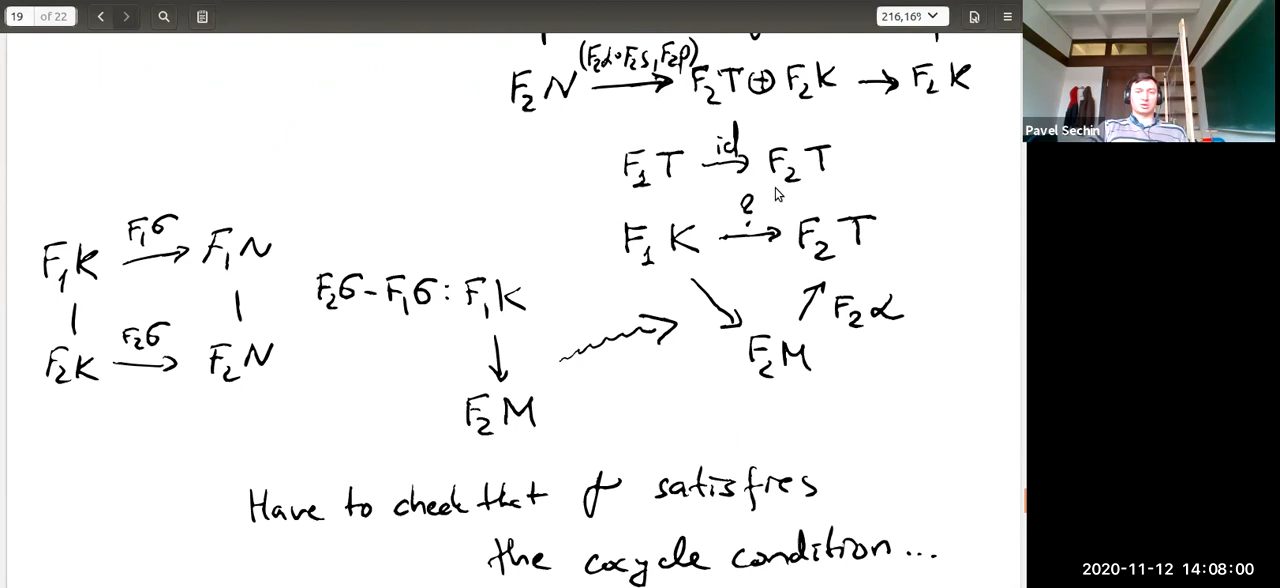 19 of 22
216,16%
(F₂α∘F₂s, F₂p)
F₂N → F₂T ⊕ F₂K → F₂K
F₁T id→ F₂T
F₁K ?→ F₂T
F₂α
F₂M
F₁K F₁σ→ F₁N
F₂K F₂σ→ F₂N
F₂σ - F₁σ : F₁K
F₂M
Have to check that satisfies
the cocycle condition...
Pavel Sechin
2020-11-12 14:08:00